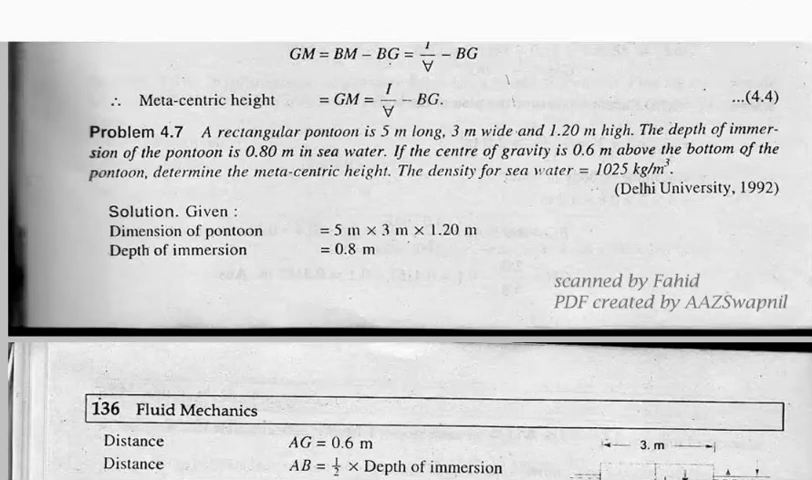 GM = BM – BG = I/∀ – BG
∴ Meta-centric height = GM = I/∀ – BG. ...(4.4)
Problem 4.7 A rectangular pontoon is 5 m long, 3 m wide and 1.20 m high. The depth of immer-
sion of the pontoon is 0.80 m in sea water. If the centre of gravity is 0.6 m above the bottom of the
pontoon, determine the meta-centric height. The density for sea water = 1025 kg/m³.
(Delhi University, 1992)
Solution. Given :
Dimension of pontoon = 5 m × 3 m × 1.20 m
Depth of immersion = 0.8 m
scanned by Fahid
PDF created by AAZSwapnil
136 Fluid Mechanics
Distance AG = 0.6 m
3. m
Distance AB = ½ × Depth of immersion